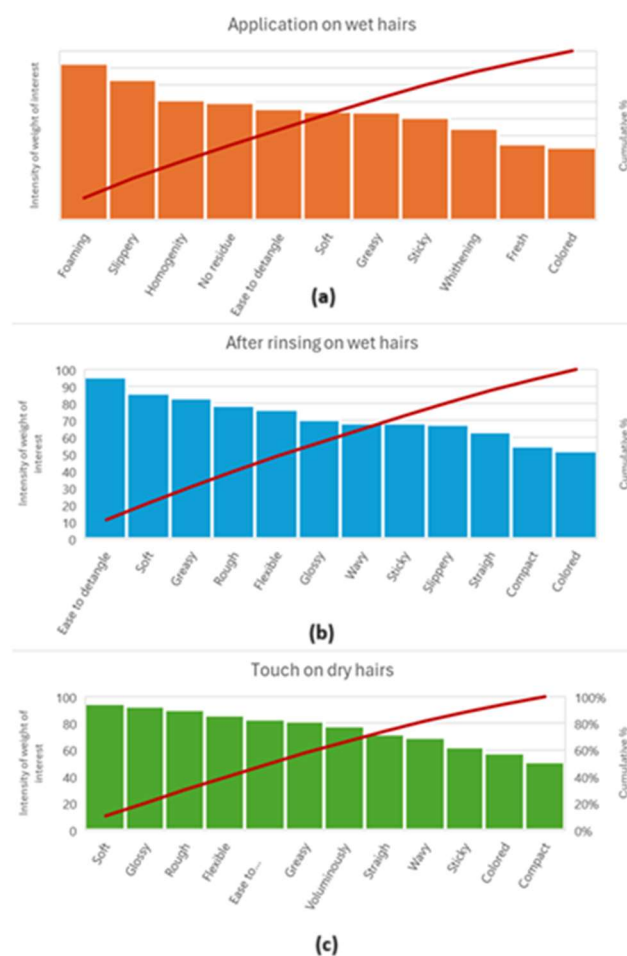 Application on wet hairs
Intensity of weight of interest
Cumulative %
Foaming
Slippery
Homogenity
No residue
Ease to detangle
Soft
Greasy
Sticky
Whithening
Fresh
Colored
(a)
After rinsing on wet hairs
Intensity of weight of
interest
100
90
80
70
60
50
40
30
20
10
0
Cumulative %
Ease to detangle
Soft
Greasy
Rough
Flexible
Glossy
Wavy
Sticky
Slippery
Straigh
Compact
Colored
(b)
Touch on dry hairs
Intensity of weight of
interest
100
80
60
40
20
0
100%
80%
60%
40%
20%
0%
Cumulative %
Soft
Glossy
Rough
Flexible
Ease to...
Greasy
Voluminously
Straigh
Wavy
Sticky
Colored
Compact
(c)